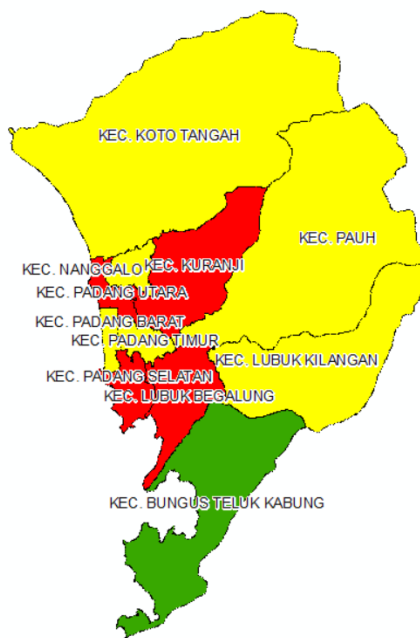 KEC. KOTO TANGAH
KEC. PAUH
KEC. NANGGALO
KEC. KURANJI
KEC. PADANG UTARA
KEC. PADANG BARAT
KEC. PADANG TIMUR
KEC. LUBUK KILANGAN
KEC. PADANG SELATAN
KEC. LUBUK BEGALUNG
KEC. BUNGUS TELUK KABUNG